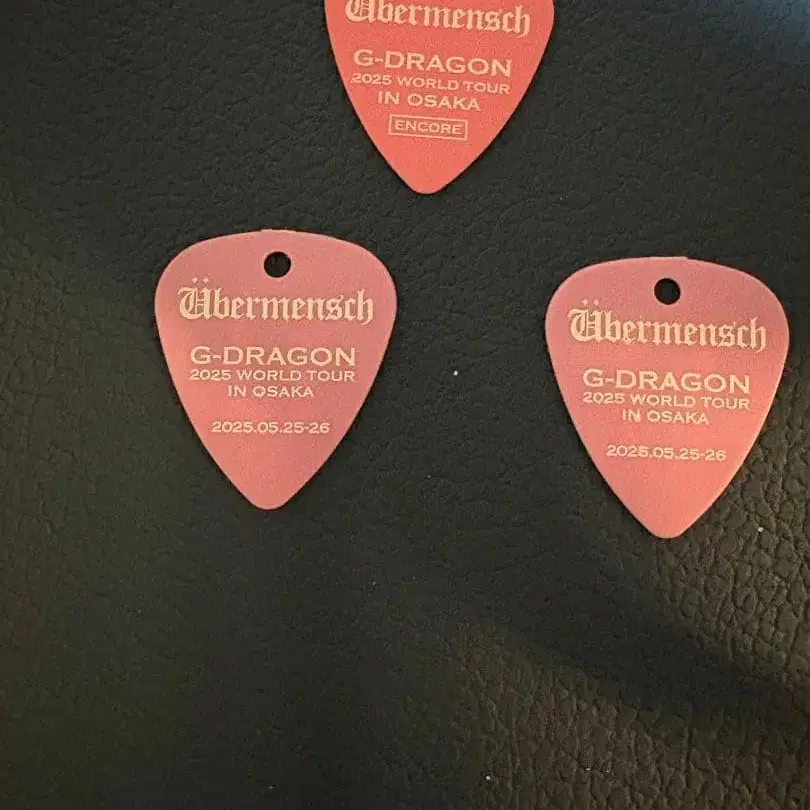 Übermensch
G-DRAGON
2025 WORLD TOUR
IN OSAKA
ENCORE
Übermensch
G-DRAGON
2025 WORLD TOUR
IN OSAKA
2025.05.25-26
Übermensch
G-DRAGON
2025 WORLD TOUR
IN OSAKA
2025.05.25-26